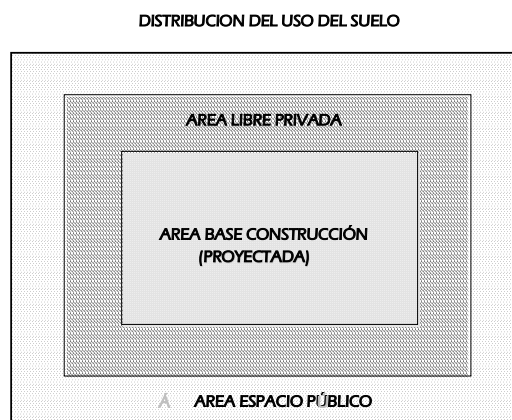 DISTRIBUCION DEL USO DEL SUELO
AREA LIBRE PRIVADA
AREA BASE CONSTRUCCIÓN
(PROYECTADA)
Á AREA ESPACIO PÚBLICO